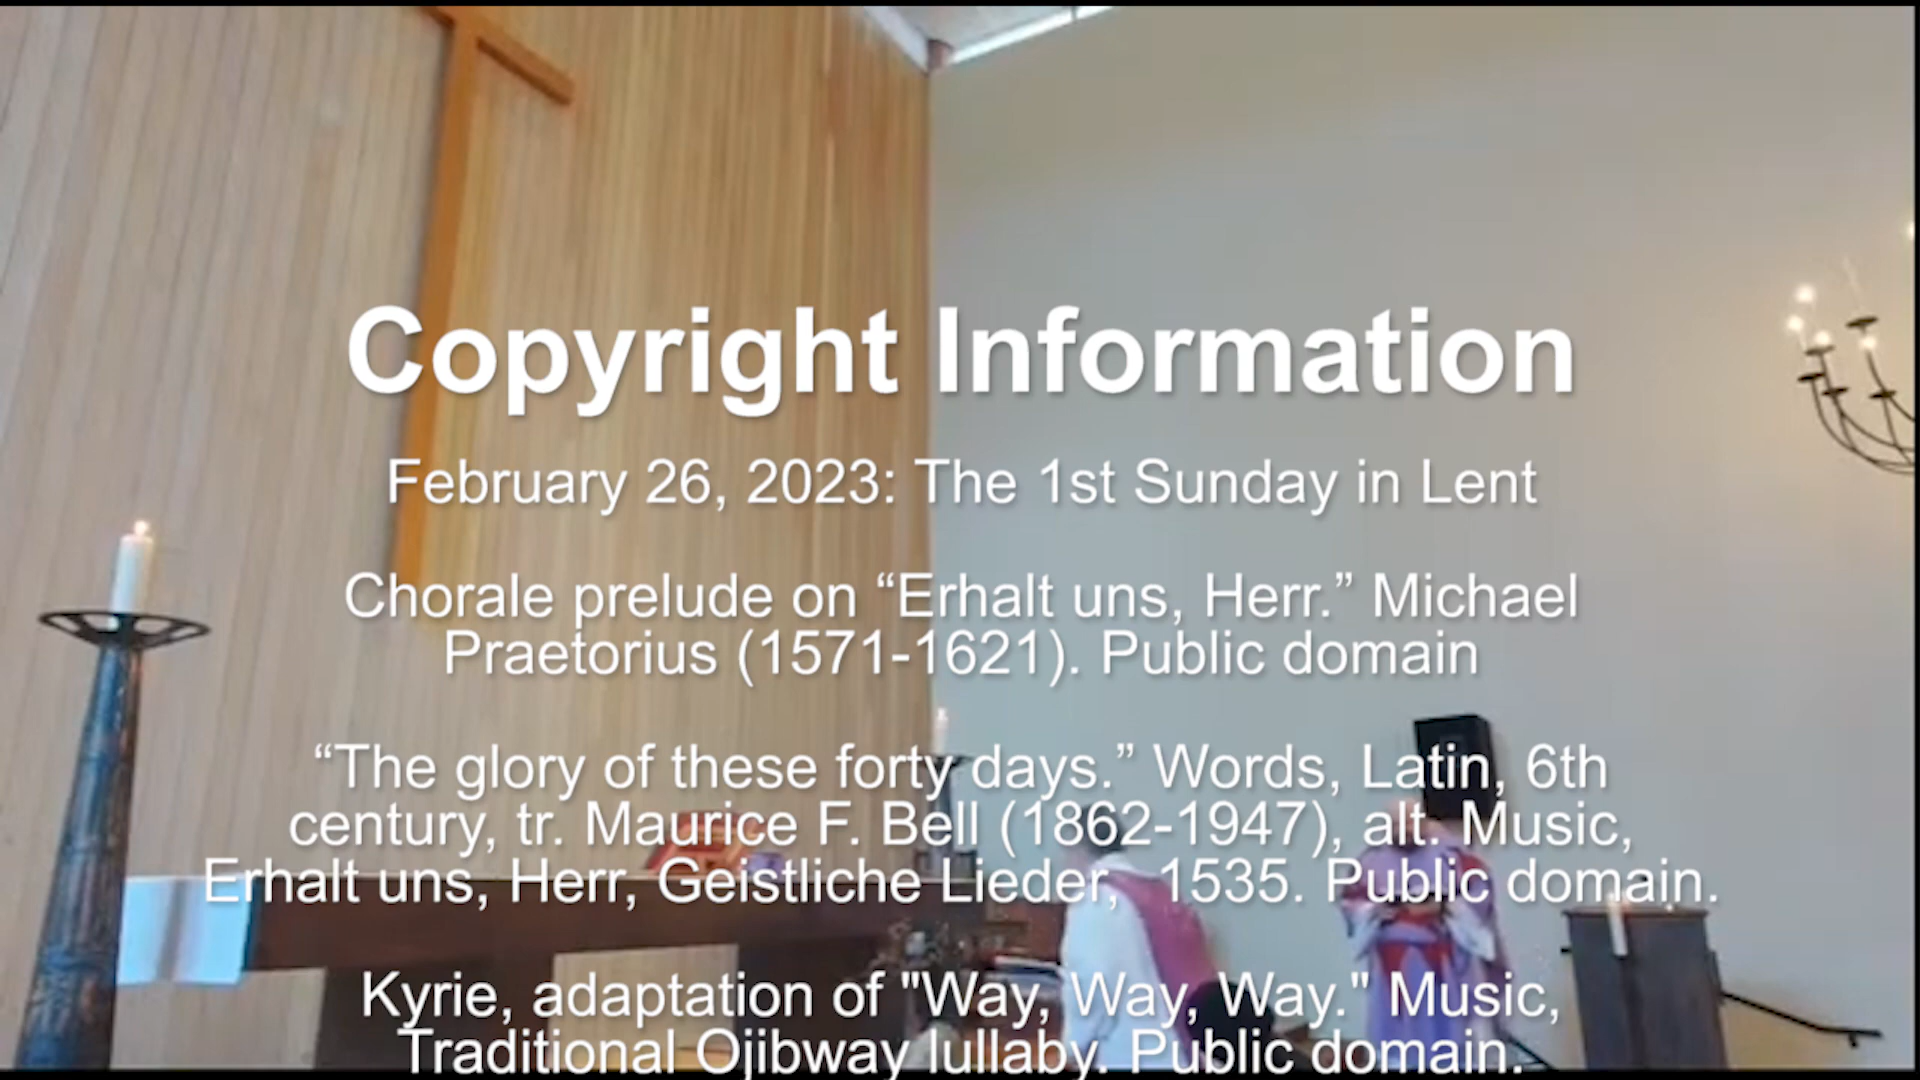 Copyright Information
February 26, 2023: The 1st Sunday in Lent
Chorale prelude on “Erhalt uns, Herr.” Michael
Praetorius (1571-1621). Public domain
“The glory of these forty days.” Words, Latin, 6th
century, tr. Maurice F. Bell (1862-1947), alt. Music,
Erhalt uns, Herr, Geistliche Lieder, 1535. Public domain.
Kyrie, adaptation of "Way, Way, Way." Music,
Traditional Ojibway lullaby. Public domain.